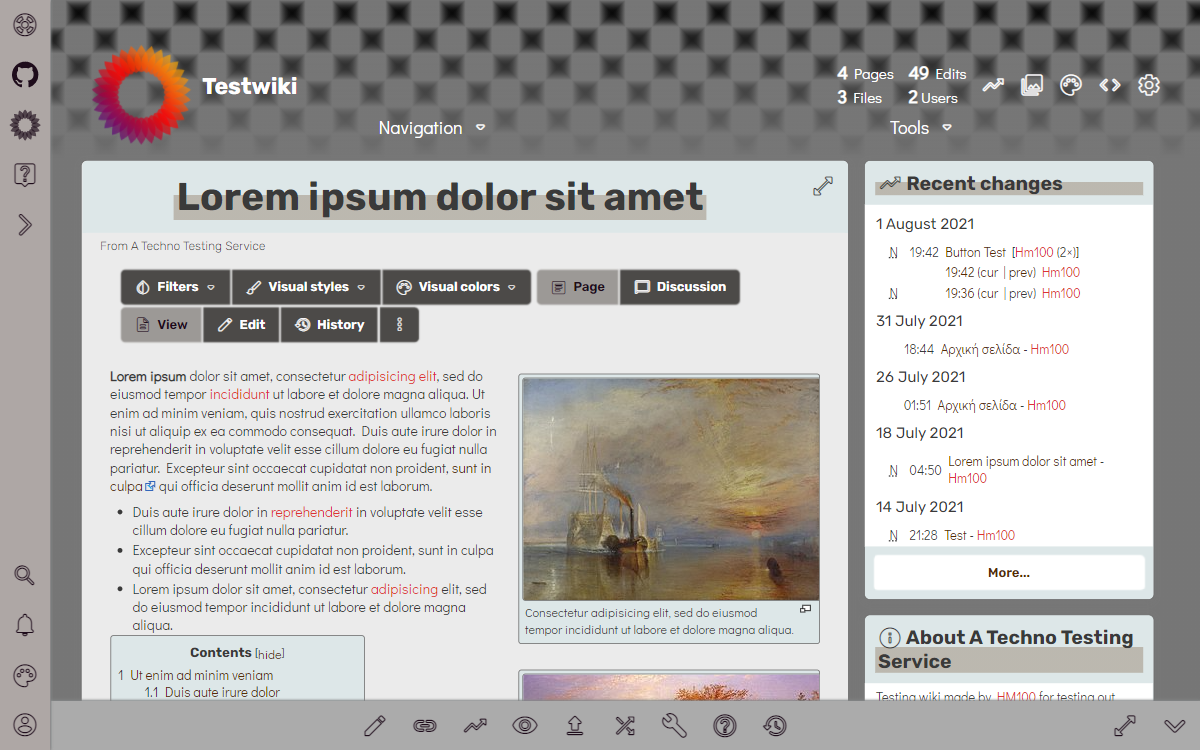 Testwiki
4 Pages 49 Edits
3 Files 2 Users
Navigation
Tools
Lorem ipsum dolor sit amet
From A Techno Testing Service
Filters Visual styles Visual colors Page Discussion
View Edit History
Lorem ipsum dolor sit amet, consectetur adipisicing elit, sed do
eiusmod tempor incididunt ut labore et dolore magna aliqua. Ut
enim ad minim veniam, quis nostrud exercitation ullamco laboris
nisi ut aliquip ex ea commodo consequat. Duis aute irure dolor in
reprehenderit in voluptate velit esse cillum dolore eu fugiat nulla
pariatur. Excepteur sint occaecat cupidatat non proident, sunt in
culpa qui officia deserunt mollit anim id est laborum.
Duis aute irure dolor in reprehenderit in voluptate velit esse
cillum dolore eu fugiat nulla pariatur.
Excepteur sint occaecat cupidatat non proident, sunt in culpa
qui officia deserunt mollit anim id est laborum.
Lorem ipsum dolor sit amet, consectetur adipisicing elit, sed
do eiusmod tempor incididunt ut labore et dolore magna
aliqua.
Contents [hide]
1 Ut enim ad minim veniam
1.1 Duis aute irure dolor
Consectetur adipisicing elit, sed do eiusmod
tempor incididunt ut labore et dolore magna aliqua.
Recent changes
1 August 2021
N 19:42 Button Test [Hm100 (2×)]
19:42 (cur | prev) Hm100
N 19:36 (cur | prev) Hm100
31 July 2021
18:44 Αρχική σελίδα - Hm100
26 July 2021
01:51 Αρχική σελίδα - Hm100
18 July 2021
N 04:50 Lorem ipsum dolor sit amet -
Hm100
14 July 2021
N 21:28 Test - Hm100
More...
About A Techno Testing
Service
Testing wiki made by HM100 for testing out